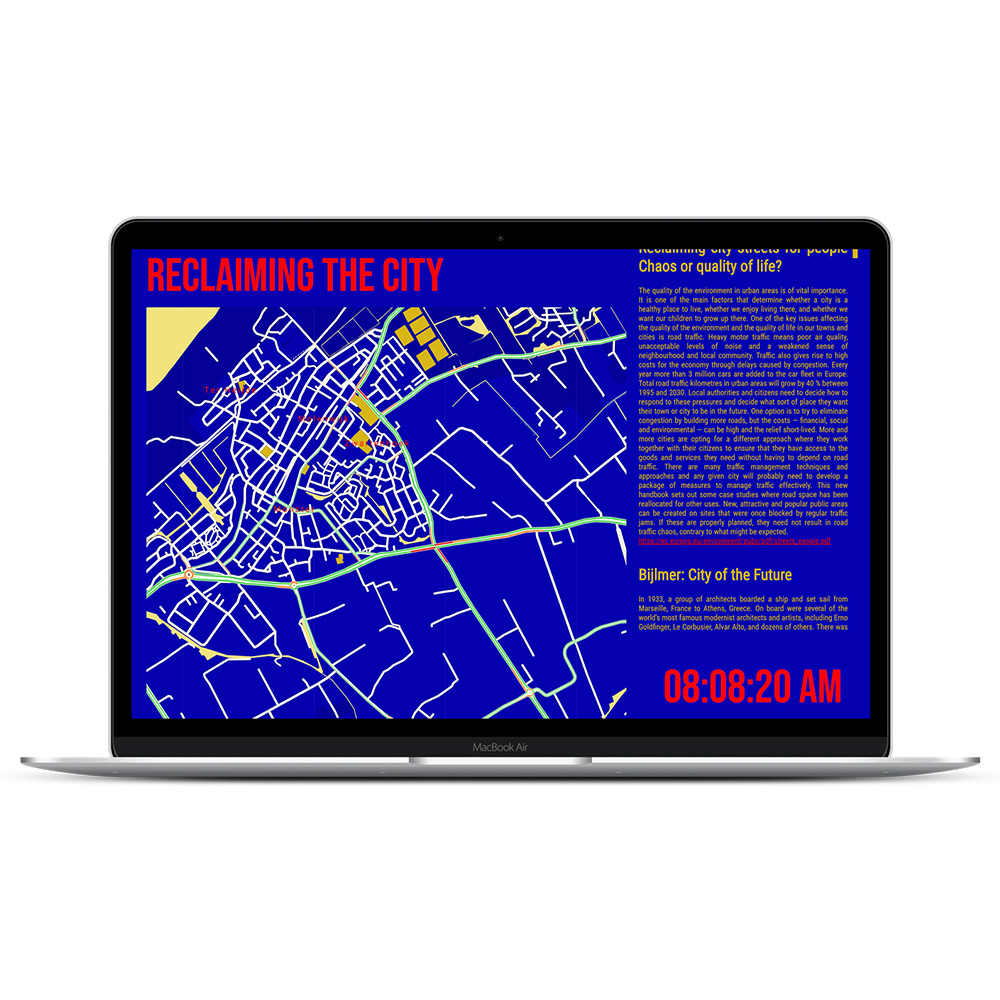 RECLAIMING THE CITY
Reclaiming city streets for people
Chaos or quality of life?
The quality of the environment in urban areas is of vital importance.
It is one of the main factors that determine whether a city is a
healthy place to live, whether we enjoy living there, and whether we
want our children to grow up there. One of the key issues affecting
the quality of the environment and the quality of life in our towns and
cities is road traffic. Heavy motor traffic means poor air quality,
unacceptable levels of noise and a weakened sense of
neighbourhood and local community. Traffic also gives rise to high
costs for the economy through delays caused by congestion. Every
year more than 3 million cars are added to the car fleet in Europe.
Total road traffic kilometres in urban areas will grow by 40 % between
1995 and 2030. Local authorities and citizens need to decide how to
respond to these pressures and decide what sort of place they want
their town or city to be in the future. One option is to try to eliminate
congestion by building more roads, but the costs — financial, social
and environmental — can be high and the relief short-lived. More and
more cities are opting for a different approach where they work
together with their citizens to ensure that they have access to the
goods and services they need without having to depend on road
traffic. There are many traffic management techniques and
approaches and any given city will probably need to develop a
package of measures to manage traffic effectively. This new
handbook sets out some case studies where road space has been
reallocated for other uses. New, attractive and popular public areas
can be created on sites that were once blocked by regular traffic
jams. If these are properly planned, they need not result in road
traffic chaos, contrary to what might be expected.
https://ec.europa.eu/environment/pubs/pdf/streets_people.pdf
Bijlmer: City of the Future
In 1933, a group of architects boarded a ship and set sail from
Marseille, France to Athens, Greece. On board were several of the
world's most famous modernist architects and artists, including Erno
Goldfinger, Le Corbusier, Alvar Alto, and dozens of others. There was
08:08:20 AM
MacBook Air